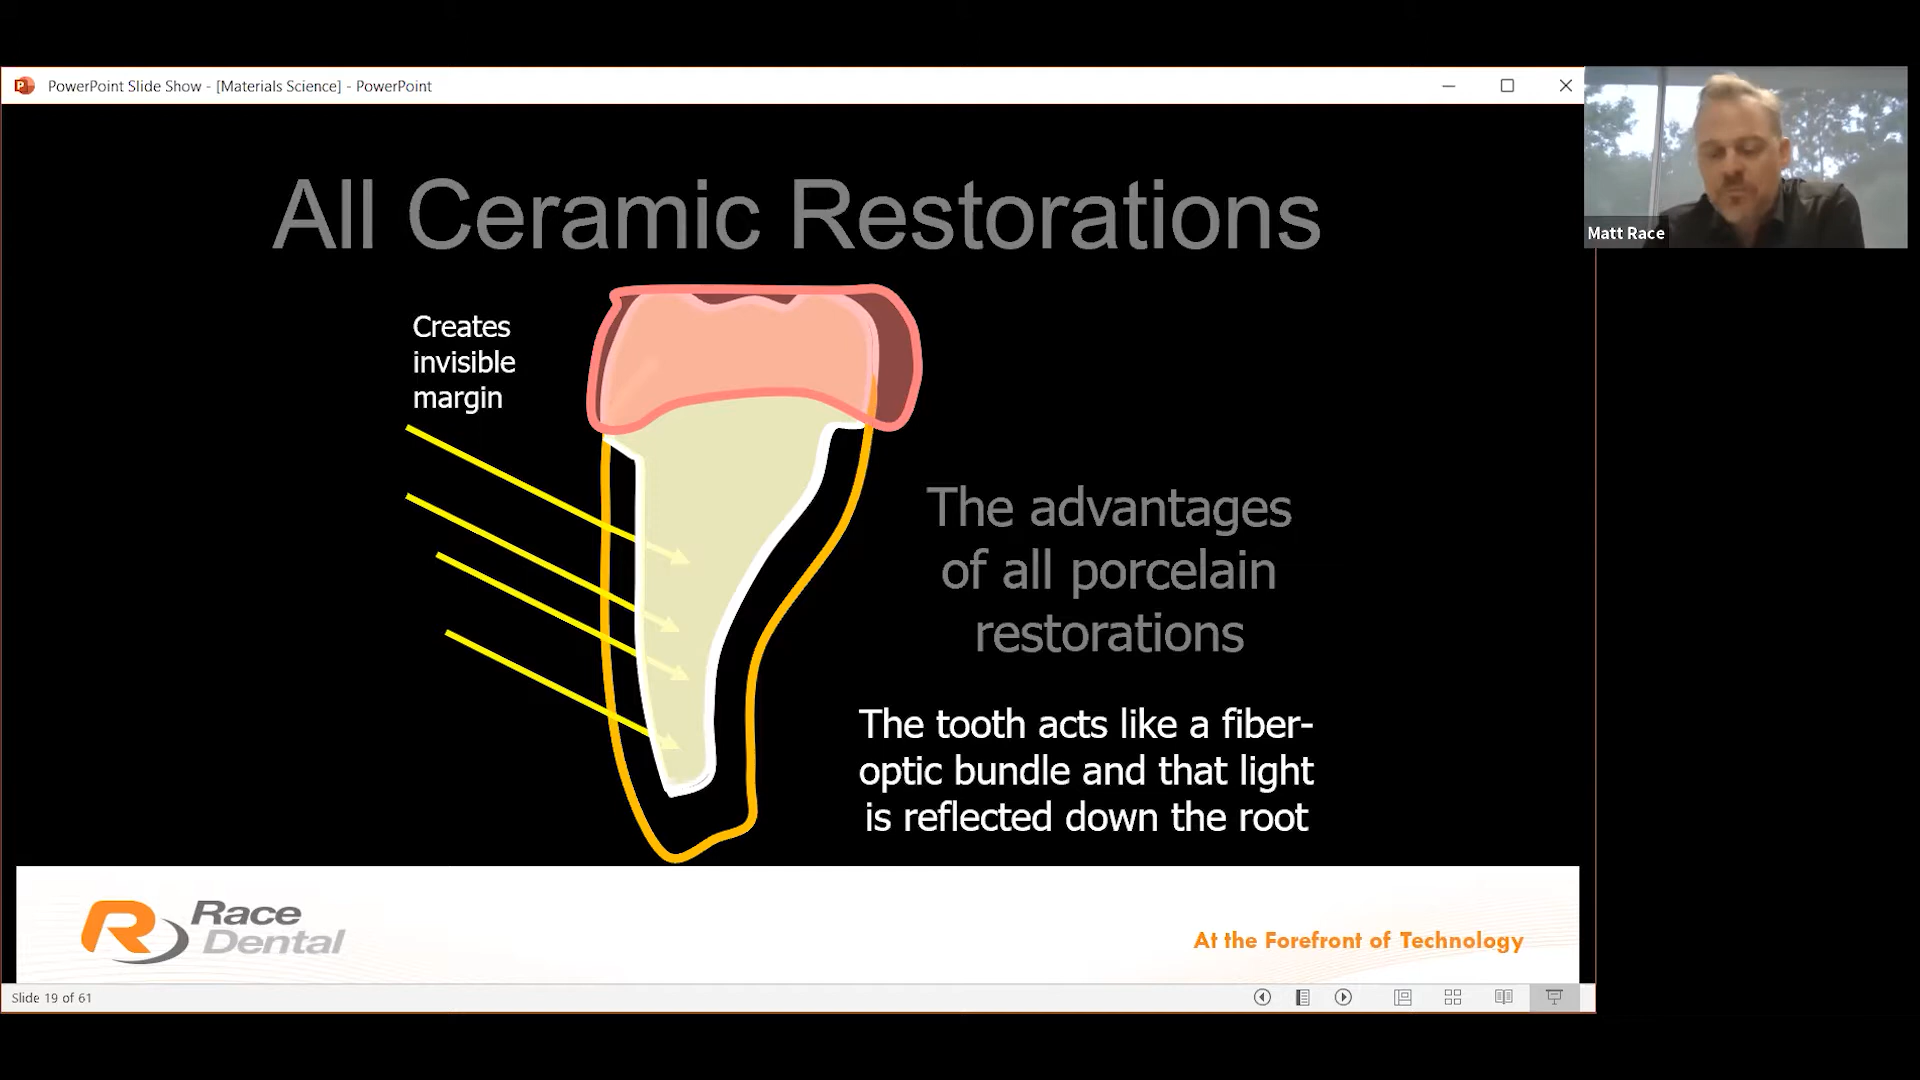 PowerPoint Slide Show - [Materials Science] - PowerPoint
Matt Race
All Ceramic Restorations
Creates
invisible
margin
The advantages
of all porcelain
restorations
The tooth acts like a fiber-
optic bundle and that light
is reflected down the root
Race
Dental
At the Forefront of Technology
Slide 19 of 61